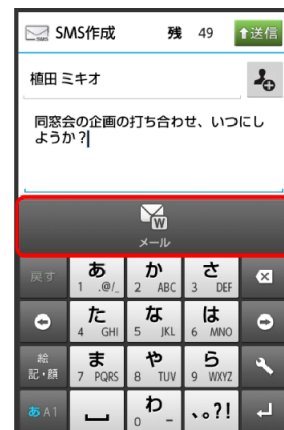 SMS作成 残 49 送信
植田 ミキオ
同窓会の企画の打ち合わせ、いつにし
ようか?
W
メール
戻す あ 1 .@/_ か 2 ABC さ 3 DEF
た 4 GHI な 5 JKL は 6 MNO
絵 記・顔 ま 7 PQRS や 8 TUV ら 9 WXYZ
あA1 わ 0 - 、。?!